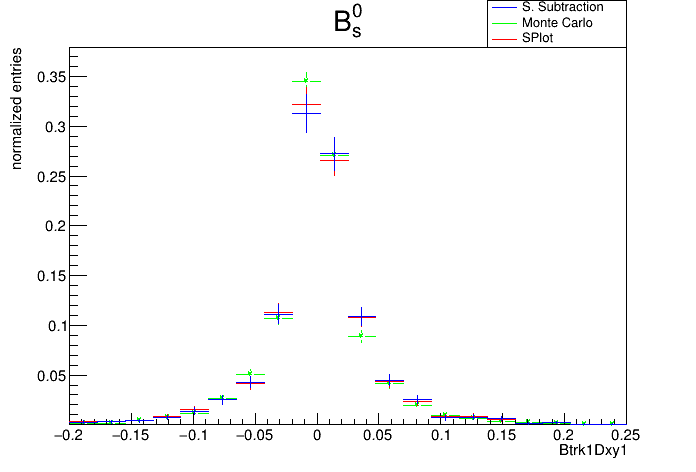 B_s^0
S. Subtraction
Monte Carlo
SPlot
normalized entries
0.35
0.3
0.25
0.2
0.15
0.1
0.05
−0.2 −0.15 −0.1 −0.05 0 0.05 0.1 0.15 0.2 0.25
Btrk1Dxy1